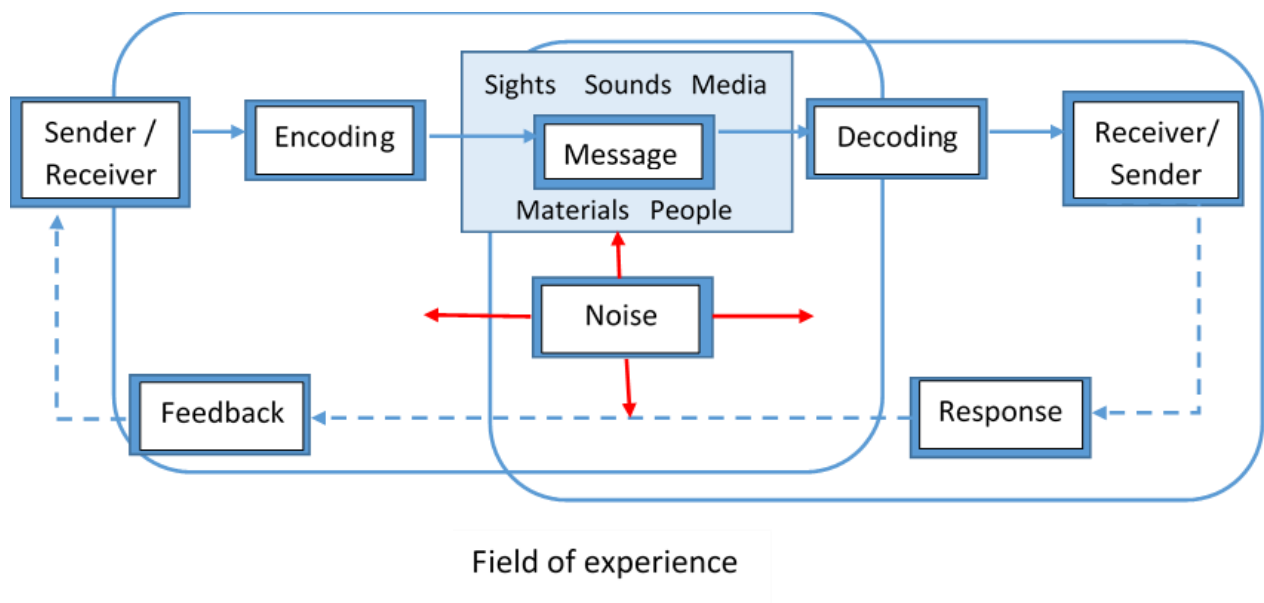 Sights Sounds Media
Sender /
Receiver
Encoding
Message
Decoding
Receiver/
Sender
Materials People
Noise
Feedback
Response
Field of experience